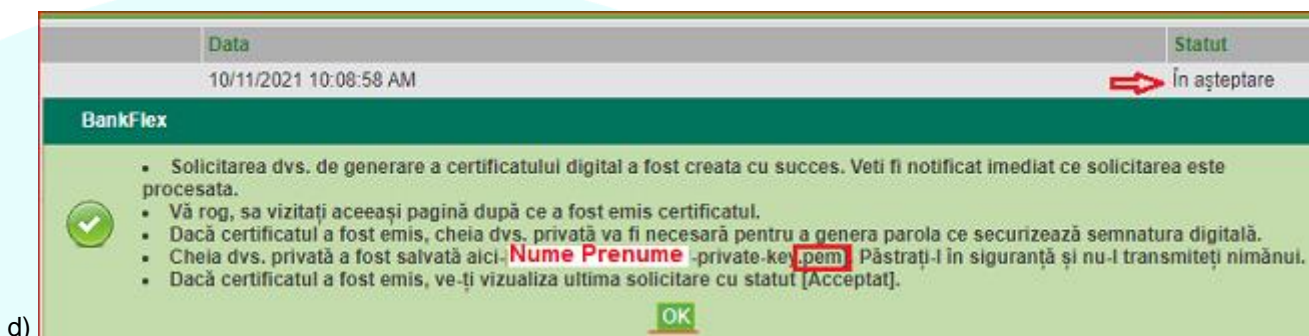 Data Statut
10/11/2021 10:08:58 AM În așteptare
BankFlex
• Solicitarea dvs. de generare a certificatului digital a fost creata cu succes. Veti fi notificat imediat ce solicitarea este
procesata.
• Vă rog, sa vizitați aceeași pagină după ce a fost emis certificatul.
• Dacă certificatul a fost emis, cheia dvs. privată va fi necesară pentru a genera parola ce securizează semnatura digitală.
• Cheia dvs. privată a fost salvată aici- Nume Prenume -private-key.pem]. Păstrați-l în siguranță și nu-l transmiteți nimănui.
• Dacă certificatul a fost emis, ve-ți vizualiza ultima solicitare cu statut [Acceptat].
OK
d)